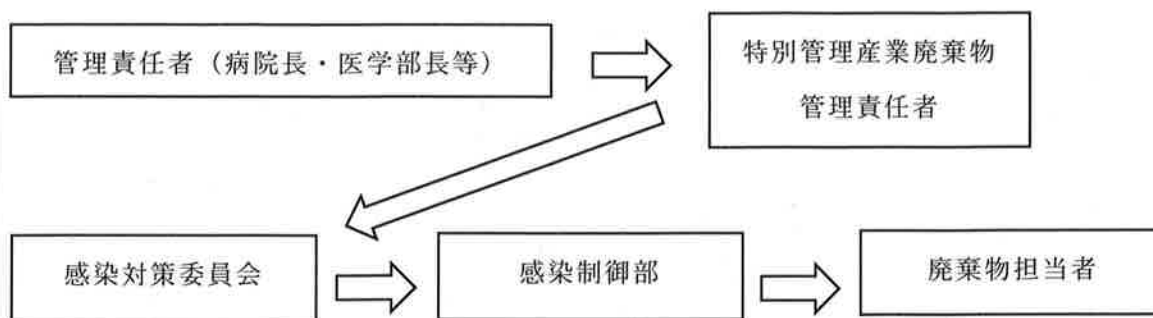 管理責任者（病院長・医学部長等）
特別管理産業廃棄物
管理責任者
感染対策委員会
感染制御部
廃棄物担当者